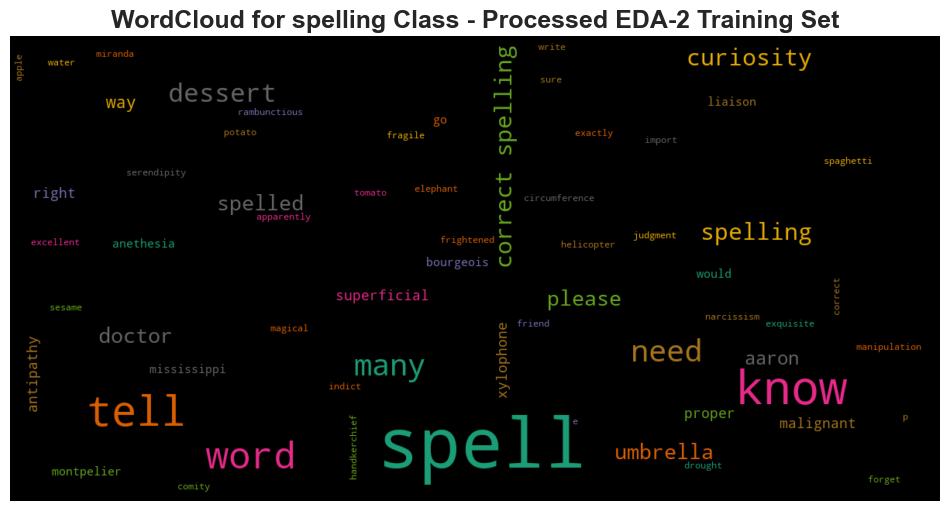 WordCloud for spelling Class - Processed EDA-2 Training Set
apple
water
miranda
way
dessert
rambunctious
potato
go
fragile
serendipity
right
spelled
tomato
elephant
apparently
excellent
anethesia
frightened
bourgeois
correct spelling
write
sure
curiosity
liaison
exactly
import
spaghetti
circumference
helicopter
judgment
spelling
would
please
superficial
sesame
magical
doctor
mississippi
antipathy
many
indict
xylophone
friend
need
narcissism
exquisite
correct
aaron
manipulation
know
tell
word
handkerchief
spell
e
umbrella
proper
malignant
p
drought
forget
montpelier
comity